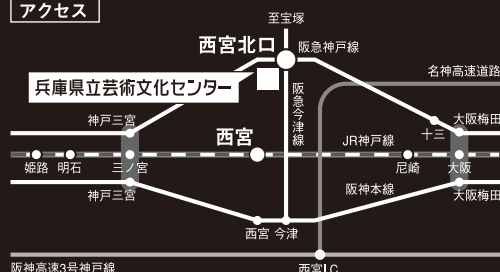 アクセス
至宝塚
西宮北口
阪急神戸線
名神高速道路
兵庫県立芸術文化センター
阪急今津線
神戸三宮
十三
大阪梅田
西宮
JR神戸線
姫路
明石
三ノ宮
尼崎
大阪
神戸三宮
阪神本線
大阪梅田
西宮
今津
阪神高速3号神戸線
西宮I.C